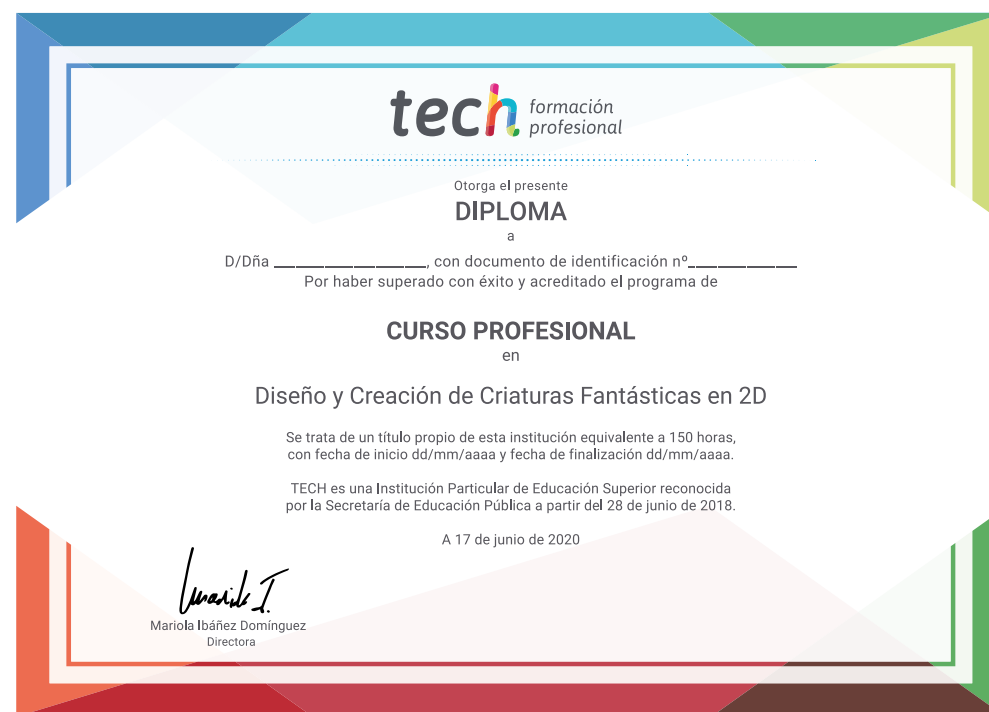 tech formación
profesional
Otorga el presente
DIPLOMA
a
D/Dña ______________, con documento de identificación nº__________
Por haber superado con éxito y acreditado el programa de
CURSO PROFESIONAL
en
Diseño y Creación de Criaturas Fantásticas en 2D
Se trata de un título propio de esta institución equivalente a 150 horas,
con fecha de inicio dd/mm/aaaa y fecha de finalización dd/mm/aaaa.
TECH es una Institución Particular de Educación Superior reconocida
por la Secretaría de Educación Pública a partir del 28 de junio de 2018.
A 17 de junio de 2020
Mariola Ibáñez Domínguez
Directora